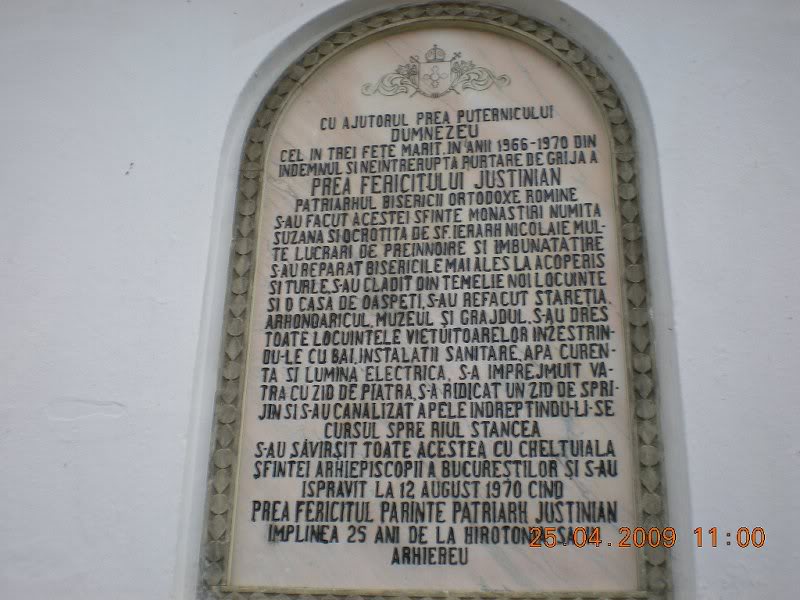 CU AJUTORUL PREA PUTERNICULUI
DUMNEZEU
CEL IN TREI FETE MARIT. IN ANII 1966-1970 DIN
INDEMNUL SI NEINTRERUPTA PURTARE DE GRIJA A
PREA FERICITULUI JUSTINIAN
PATRIARHUL BISERICII ORTODOXE ROMINE
S-AU FACUT ACESTEI SFINTE MONASTIRI NUMITA
SUZANA SI OCROTITA DE SF. IERARH NICOLAIE MUL-
TE LUCRARI DE PREINNOIRE SI IMBUNATATIRE
S-AU REPARAT BISERICILE MAI ALES LA ACOPERIS
SI TURLE, S-AU CLADIT DIN TEMELIE NOI LOCUINTE
SI O CASA DE OASPETI, S-AU REFACUT STARETIA,
ARHONDARICUL, MUZEUL ŞI GRAJDUL. S-AU DRES
TOATE LOCUINTELE VIETUITOARELOR INZESTRIN-
DU-LE CU BAI, INSTALATII SANITARE, APA CUREN-
TA SI LUMINA ELECTRICA, S-A IMPREJMUIT VA-
TRA CU ZID DE PIATRA, S-A RIDICAT UN ZID DE SPRI-
JIN SI S-AU CANALIZAT APELE INDREPTINDU-LI-SE
CURSUL SPRE RIUL STANCEA
S-AU SĂVIRŞIT TOATE ACESTEA CU CHELTUIALA
SFINTEI ARHIEPISCOPII A BUCURESTILOR SI S-AU
ISPRAVIT LA 12 AUGUST 1970 CIND
PREA FERICITUL PARINTE PATRIARH JUSTINIAN
IMPLINEA 25 ANI DE LA HIROTONIA SA
ARHIEREU
25.04.2009 11:00